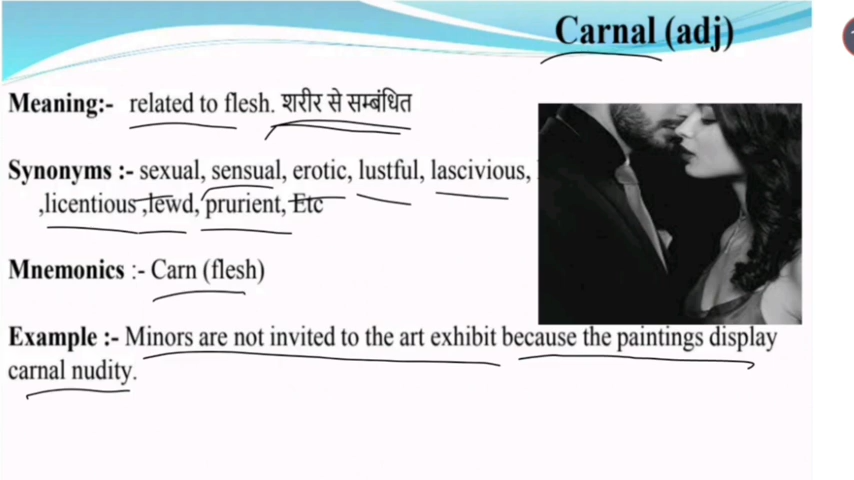 Carnal (adj)
Meaning:- related to flesh. शरीर से सम्बंधित
Synonyms :- sexual, sensual, erotic, lustful, lascivious,
,licentious ,lewd, prurient, Etc
Mnemonics :- Carn (flesh)
Example :- Minors are not invited to the art exhibit because the paintings display
carnal nudity.